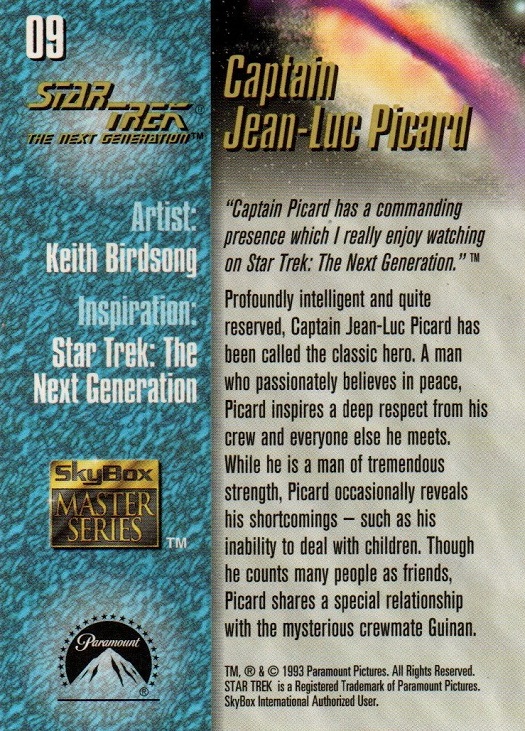 09
STAR TREK®
THE NEXT GENERATION™
Artist:
Keith Birdsong
Inspiration:
Star Trek: The
Next Generation
SkyBox
MASTER
SERIES
TM
Paramount
®
Captain
Jean-Luc Picard
“Captain Picard has a commanding
presence which I really enjoy watching
on Star Trek: The Next Generation.” ™
Profoundly intelligent and quite
reserved, Captain Jean-Luc Picard has
been called the classic hero. A man
who passionately believes in peace,
Picard inspires a deep respect from his
crew and everyone else he meets.
While he is a man of tremendous
strength, Picard occasionally reveals
his shortcomings – such as his
inability to deal with children. Though
he counts many people as friends,
Picard shares a special relationship
with the mysterious crewmate Guinan.
TM, ® & © 1993 Paramount Pictures. All Rights Reserved.
STAR TREK is a Registered Trademark of Paramount Pictures.
SkyBox International Authorized User.